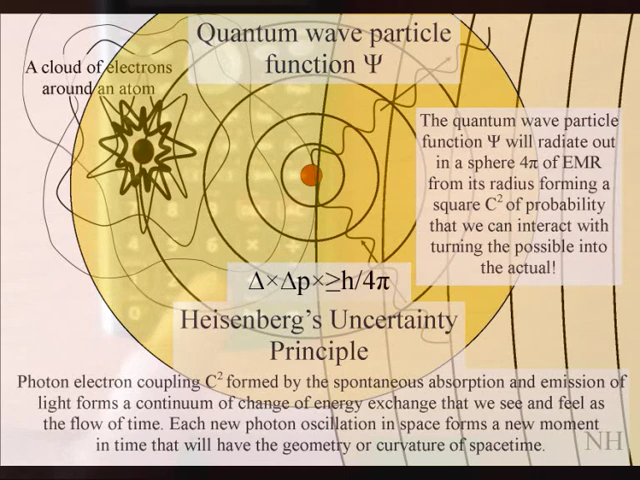 Quantum wave particle
function Ψ
A cloud of electrons
around an atom
The quantum wave particle
function Ψ will radiate out
in a sphere 4π of EMR
from its radius forming a
square C² of probability
that we can interact with
turning the possible into
the actual!
Δ×Δp×≥h/4π
Heisenberg's Uncertainty
Principle
Photon electron coupling C² formed by the spontaneous absorption and emission of
light forms a continuum of change of energy exchange that we see and feel as
the flow of time. Each new photon oscillation in space forms a new moment
in time that will have the geometry or curvature of spacetime.
NH